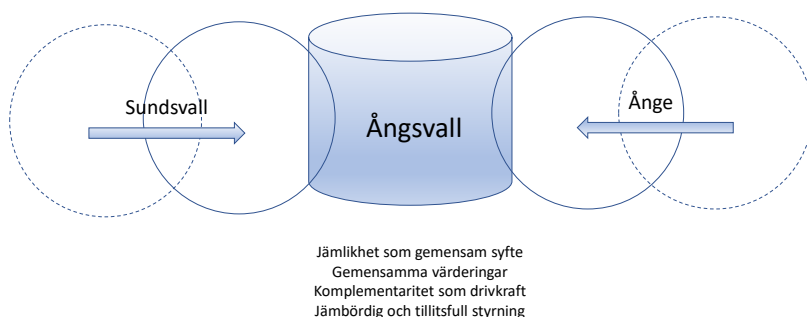 Sundsvall
Ångsvall
Ånge
Jämlikhet som gemensam syfte
Gemensamma värderingar
Komplementaritet som drivkraft
Jämbördig och tillitsfull styrning